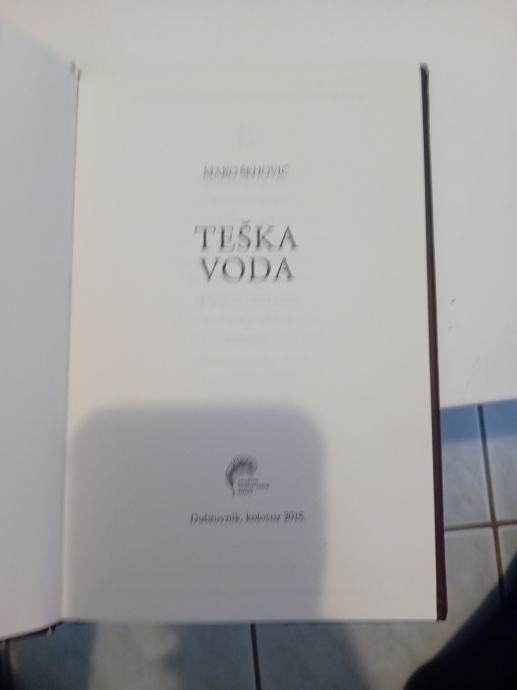 MARO ŠEHOVIĆ
TEŠKA
VODA
Dubrovnik, kolovoz 2015.